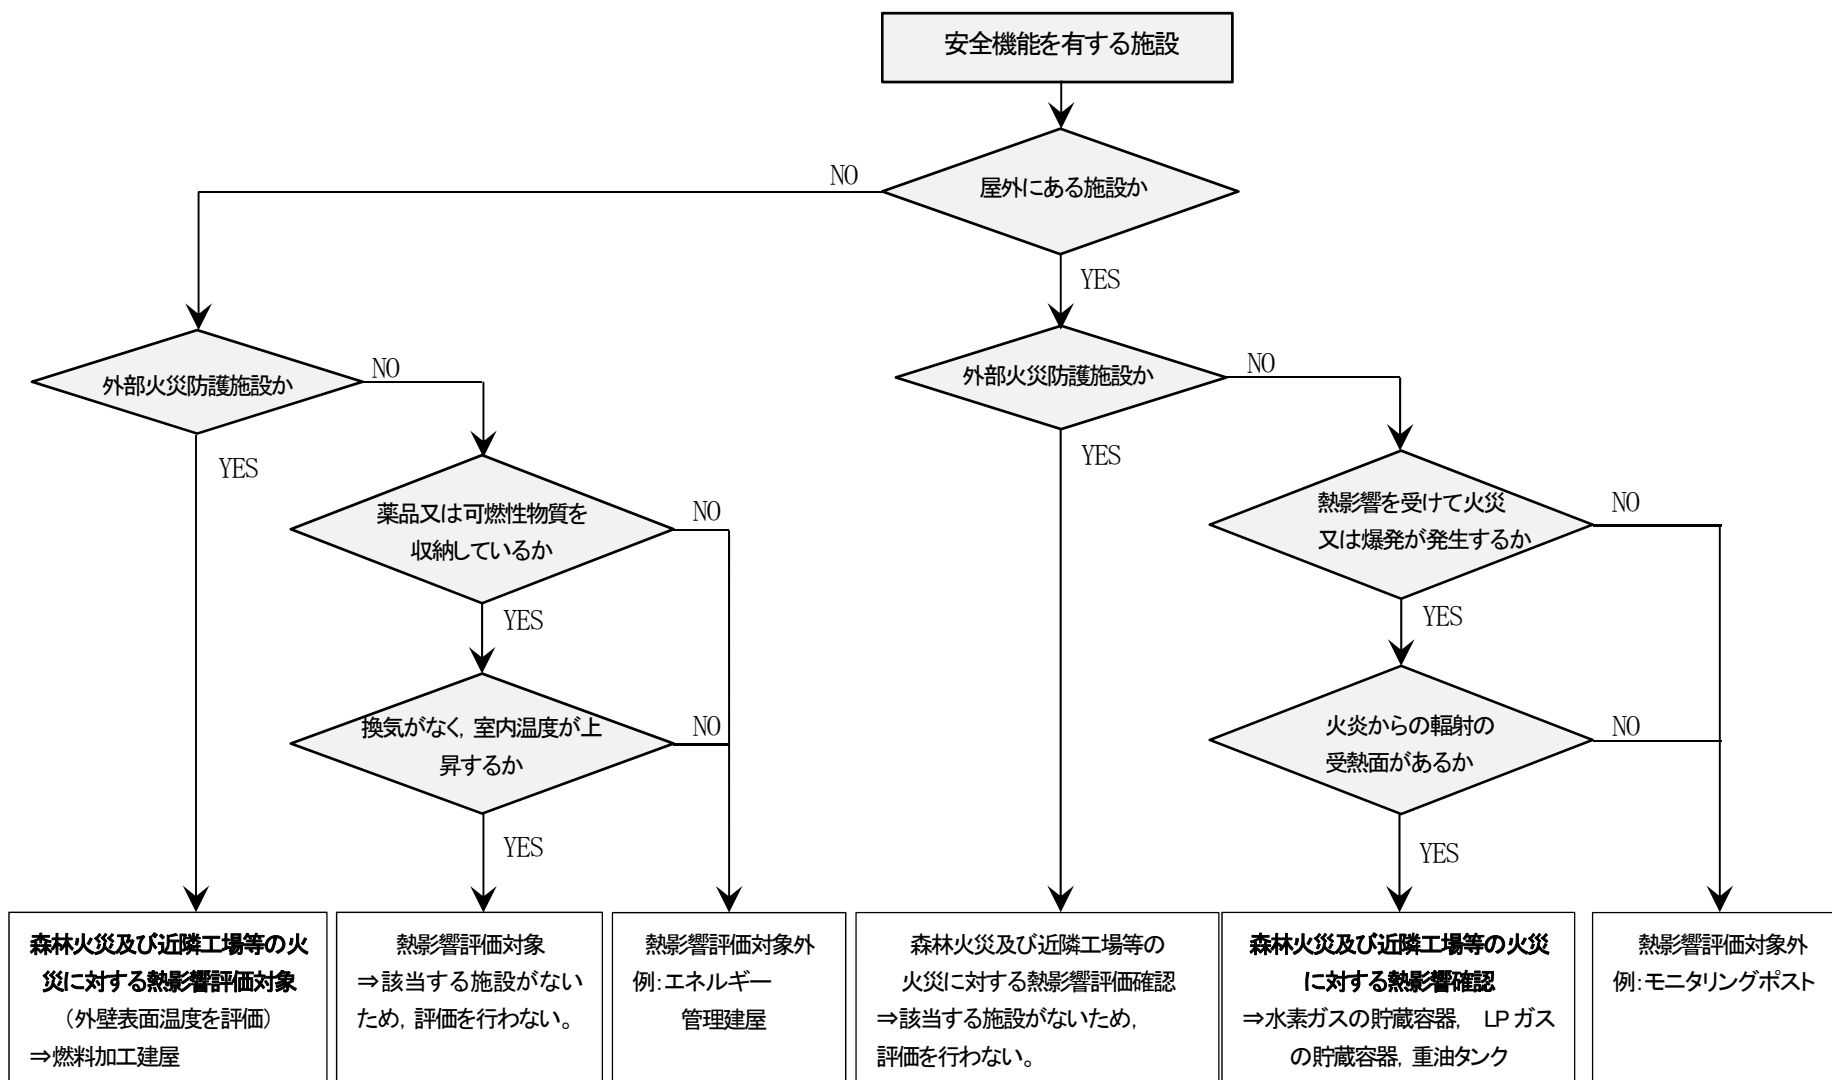 安全機能を有する施設
屋外にある施設か
NO
YES
外部火災防護施設か
NO
YES
外部火災防護施設か
NO
YES
薬品又は可燃性物質を
収納しているか
NO
YES
熱影響を受けて火災
又は爆発が発生するか
NO
YES
換気がなく, 室内温度が上
昇するか
NO
YES
火炎からの輻射の
受熱面があるか
NO
YES
森林火災及び近隣工場等の火
災に対する熱影響評価対象
（外壁表面温度を評価）
⇒燃料加工建屋
熱影響評価対象
⇒該当する施設がない
ため, 評価を行わない。
熱影響評価対象外
例:エネルギー
管理建屋
森林火災及び近隣工場等の
火災に対する熱影響評価確認
⇒該当する施設がないため,
評価を行わない。
森林火災及び近隣工場等の火災
に対する熱影響確認
⇒水素ガスの貯蔵容器, LPガス
の貯蔵容器, 重油タンク
熱影響評価対象外
例:モニタリングポスト